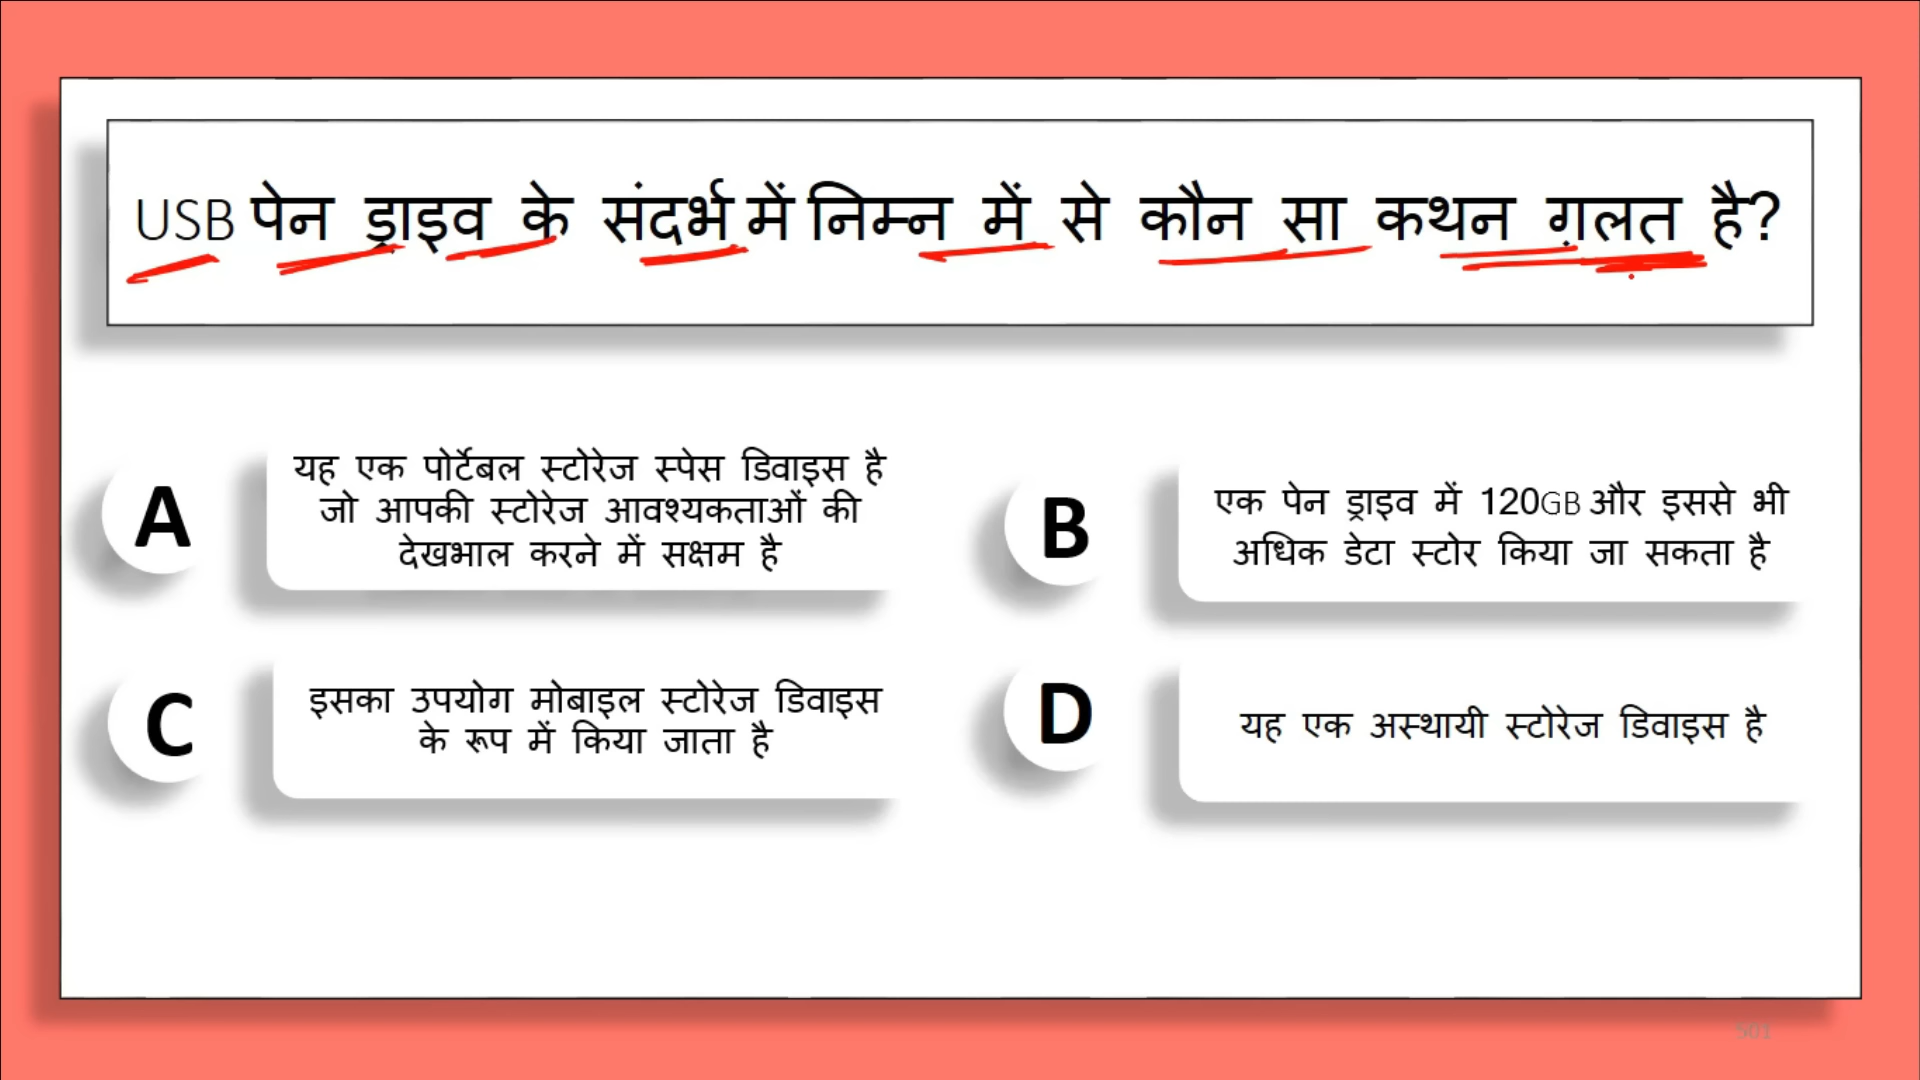 USB पेन ड्राइव के संदर्भ में निम्न में से कौन सा कथन ग़लत है?
A
यह एक पोर्टेबल स्टोरेज स्पेस डिवाइस है
जो आपकी स्टोरेज आवश्यकताओं की
देखभाल करने में सक्षम है
B
एक पेन ड्राइव में 120GB और इससे भी
अधिक डेटा स्टोर किया जा सकता है
C
इसका उपयोग मोबाइल स्टोरेज डिवाइस
के रूप में किया जाता है
D
यह एक अस्थायी स्टोरेज डिवाइस है
501